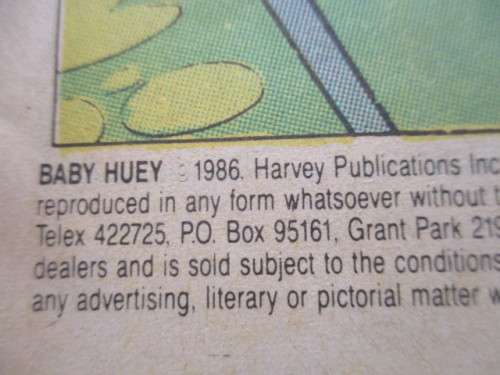 BABY HUEY 1986. Harvey Publications Inc
reproduced in any form whatsoever without
Telex 422725, P.O. Box 95161, Grant Park 219
dealers and is sold subject to the conditions
any advertising, literary or pictorial matter w